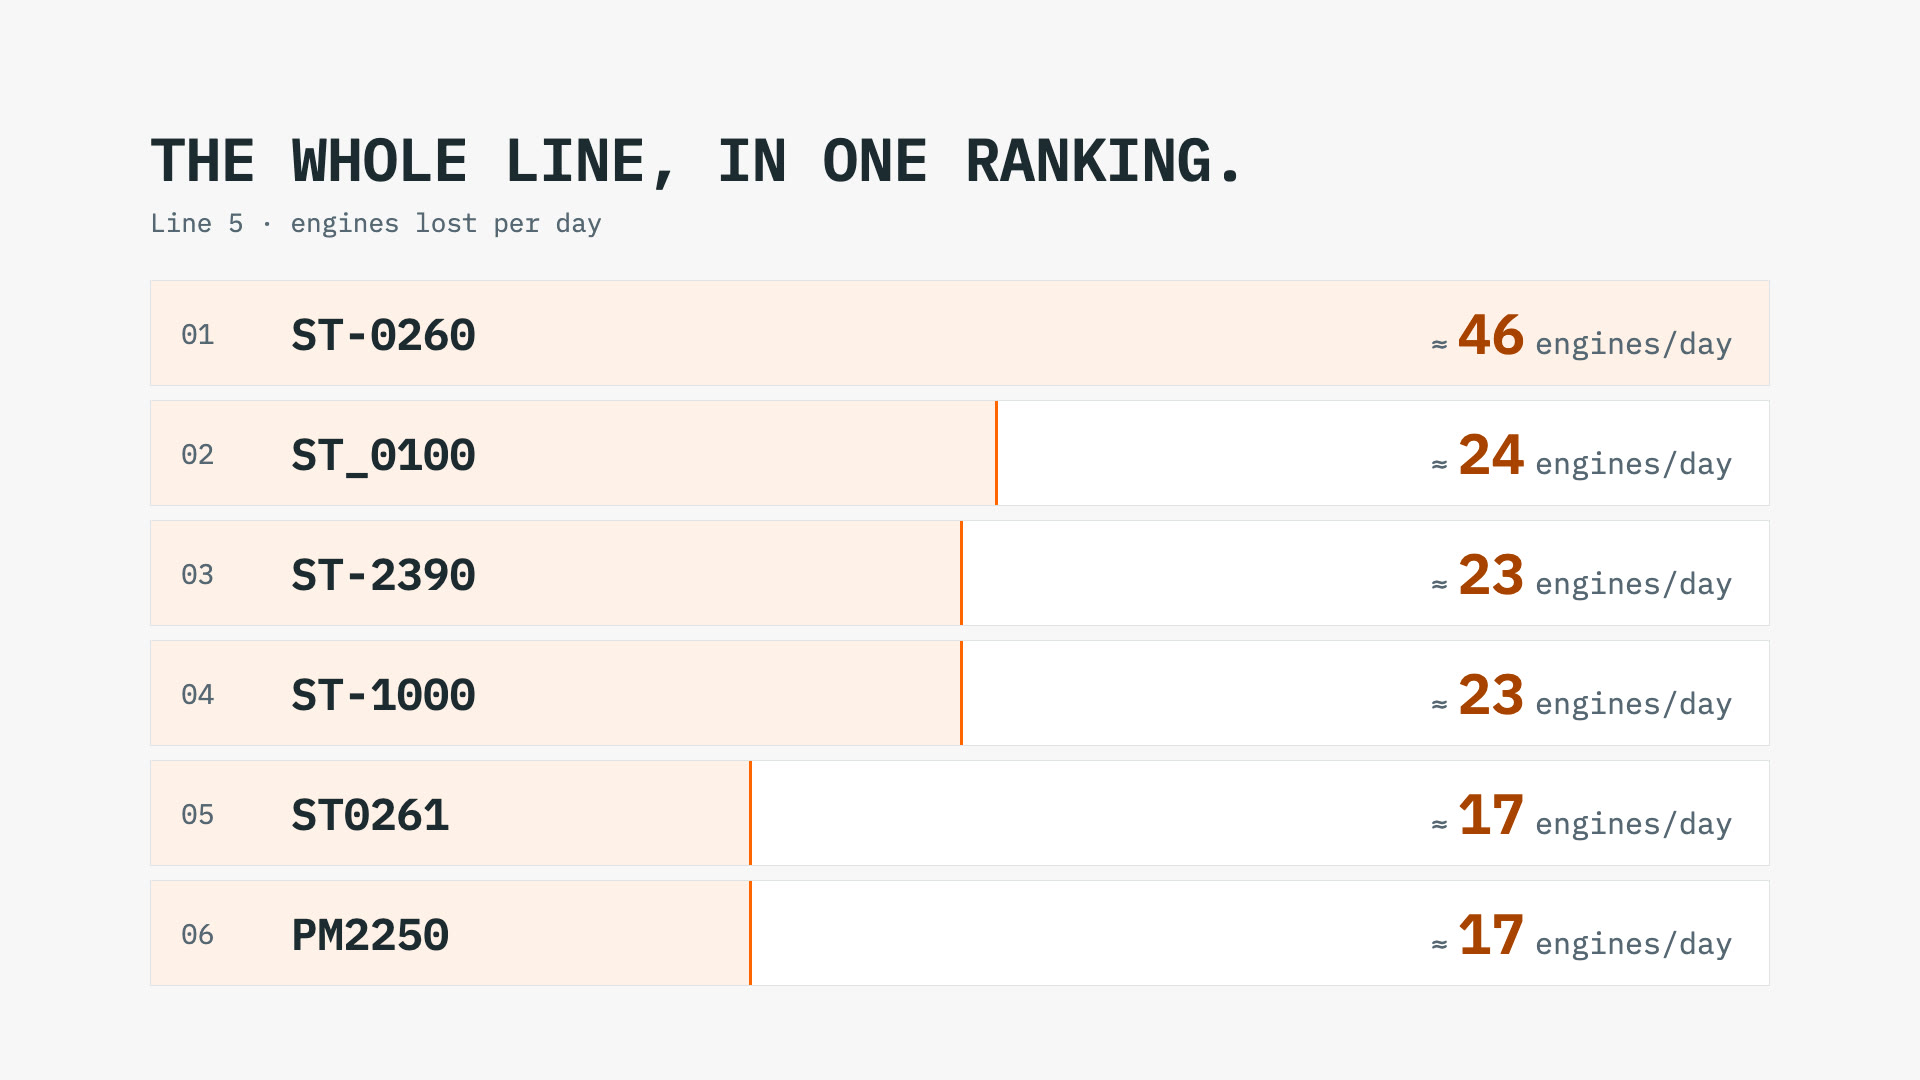 THE WHOLE LINE, IN ONE RANKING.
Line 5 · engines lost per day
01 ST-0260 ≈ 46 engines/day
02 ST_0100 ≈ 24 engines/day
03 ST-2390 ≈ 23 engines/day
04 ST-1000 ≈ 23 engines/day
05 ST0261 ≈ 17 engines/day
06 PM2250 ≈ 17 engines/day